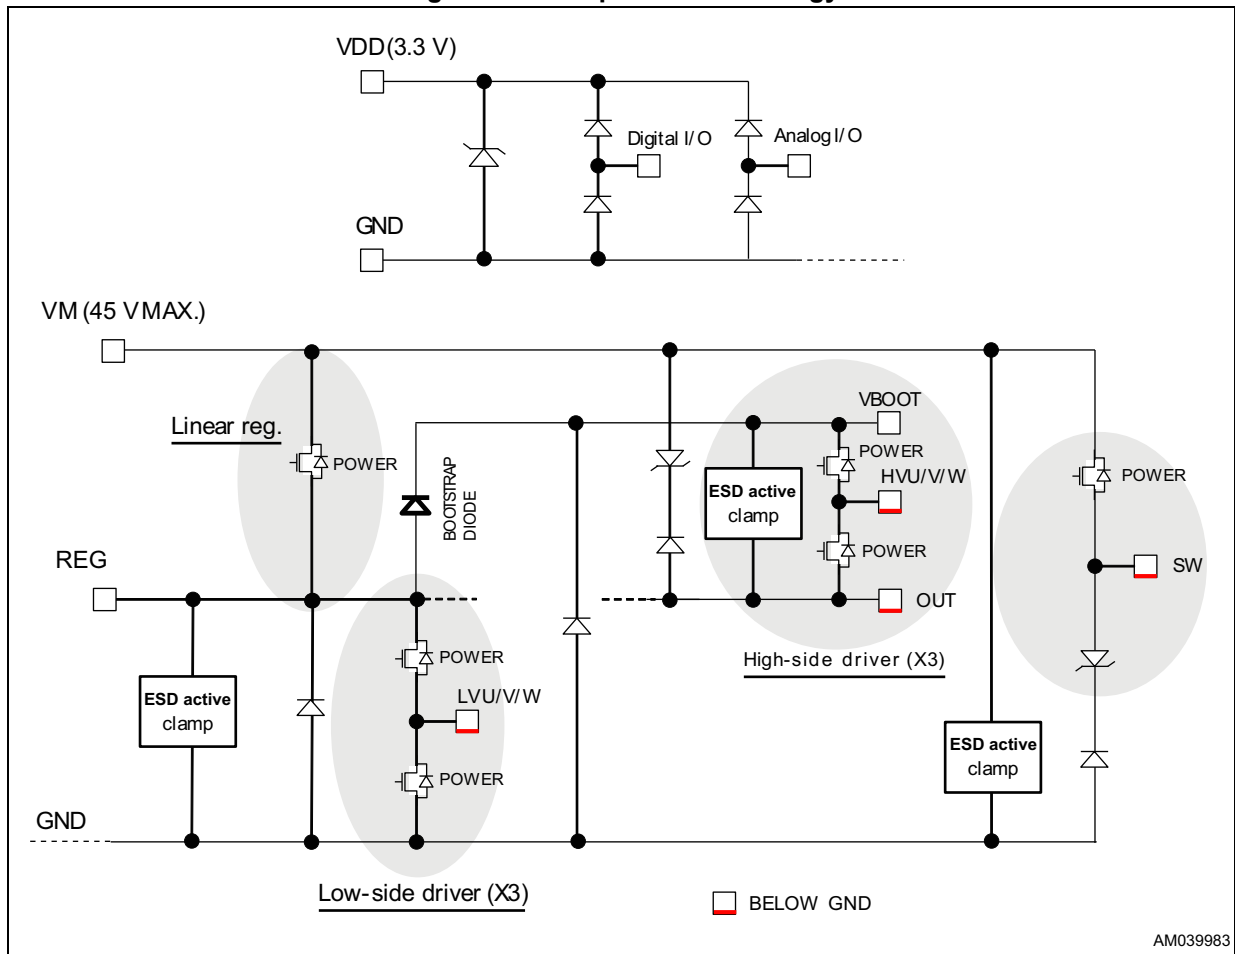 VDD(3.3 V)
Digital I/O
Analog I/O
GND
VM (45 V MAX.)
Linear reg.
POWER
BOOTSTRAP
DIODE
VBOOT
POWER
ESD active
clamp
HVU/V/W
POWER
POWER
SW
REG
OUT
POWER
High-side driver (X3)
ESD active
clamp
LVU/V/W
POWER
ESD active
clamp
GND
Low-side driver (X3)
BELOW GND
AM039983